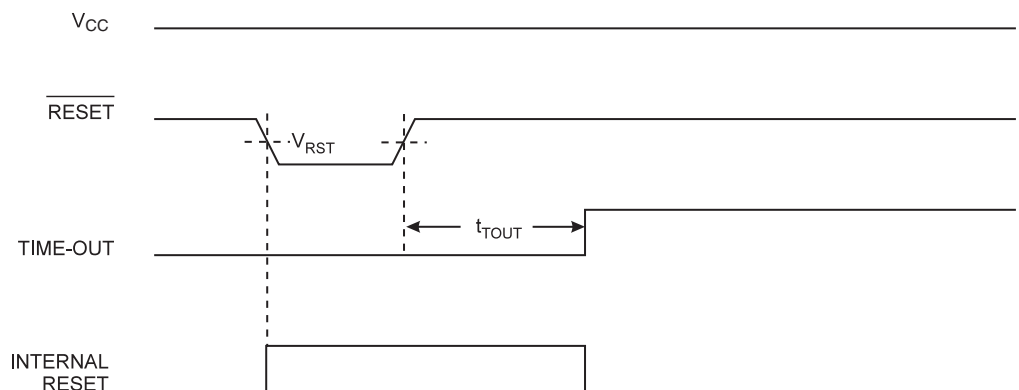 VCC
RESET
VRST
tTOUT
TIME-OUT
INTERNAL
RESET